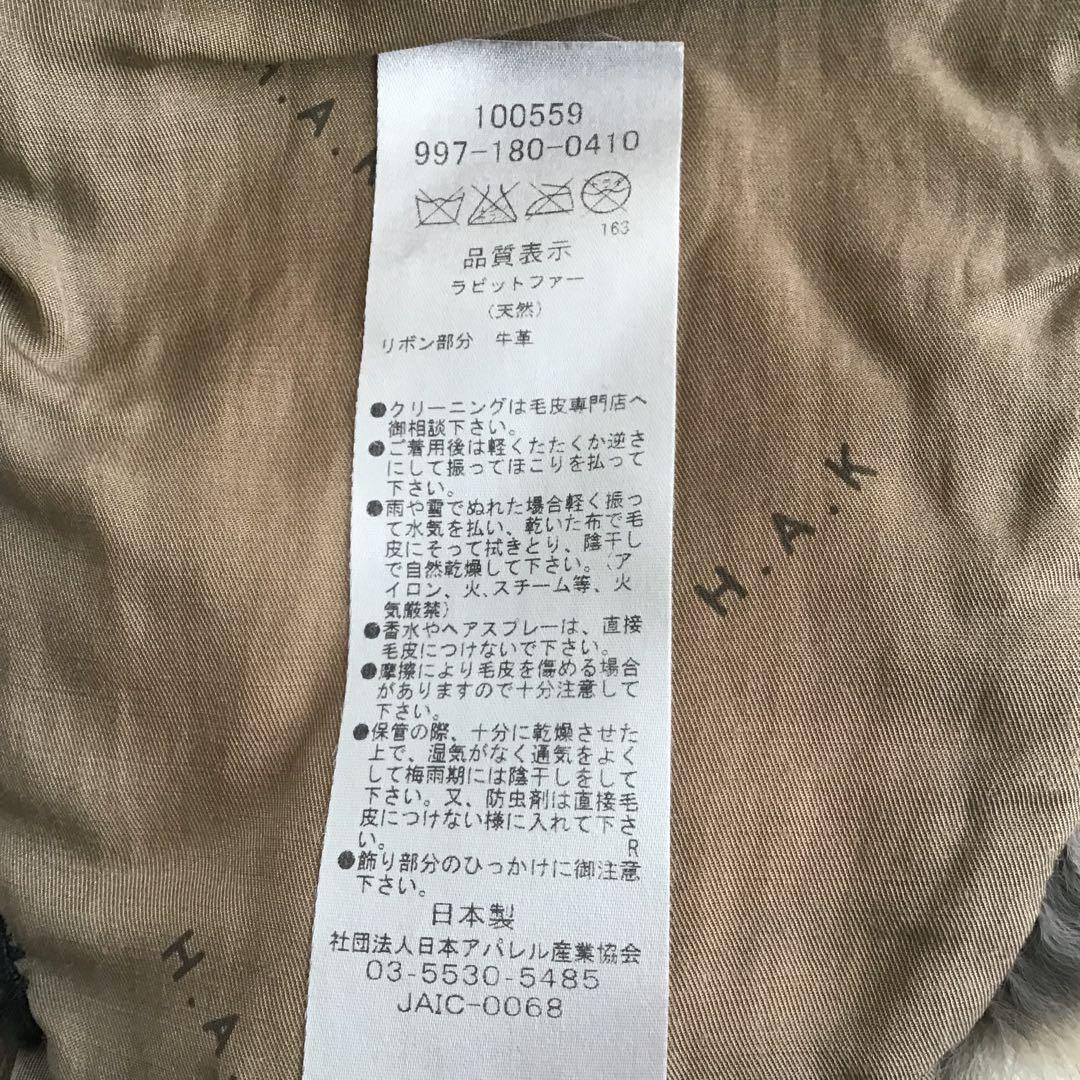 100559
997-180-0410
163
品質表示
ラビットファー
(天然)
リボン部分 牛革
●クリーニングは毛皮専門店へ
御相談下さい。
●ご着用後は軽くたたくか逆さ
にして振ってほこりを払って
下さい。
●雨や雪でぬれた場合軽く振っ
て水気を払い、乾いた布で毛
皮にそって拭きとり、陰干し
で自然乾燥して下さい。(ア
イロン、火、スチーム等、火
気厳禁)
●香水やヘアスプレーは、直接
毛皮につけないで下さい。
●摩擦により毛皮を傷める場合
がありますので十分注意して
下さい。
●保管の際、十分に乾燥させた
上で、湿気がなく通気をよく
して梅雨期には陰干しをして
下さい。又、防虫剤は直接毛
皮につけない様に入れて下さ
い。 R
●飾り部分のひっかけに御注意
下さい。
日本製
社団法人日本アパレル産業協会
03-5530-5485
JAIC-0068
H.A.K
H.A
.A.K